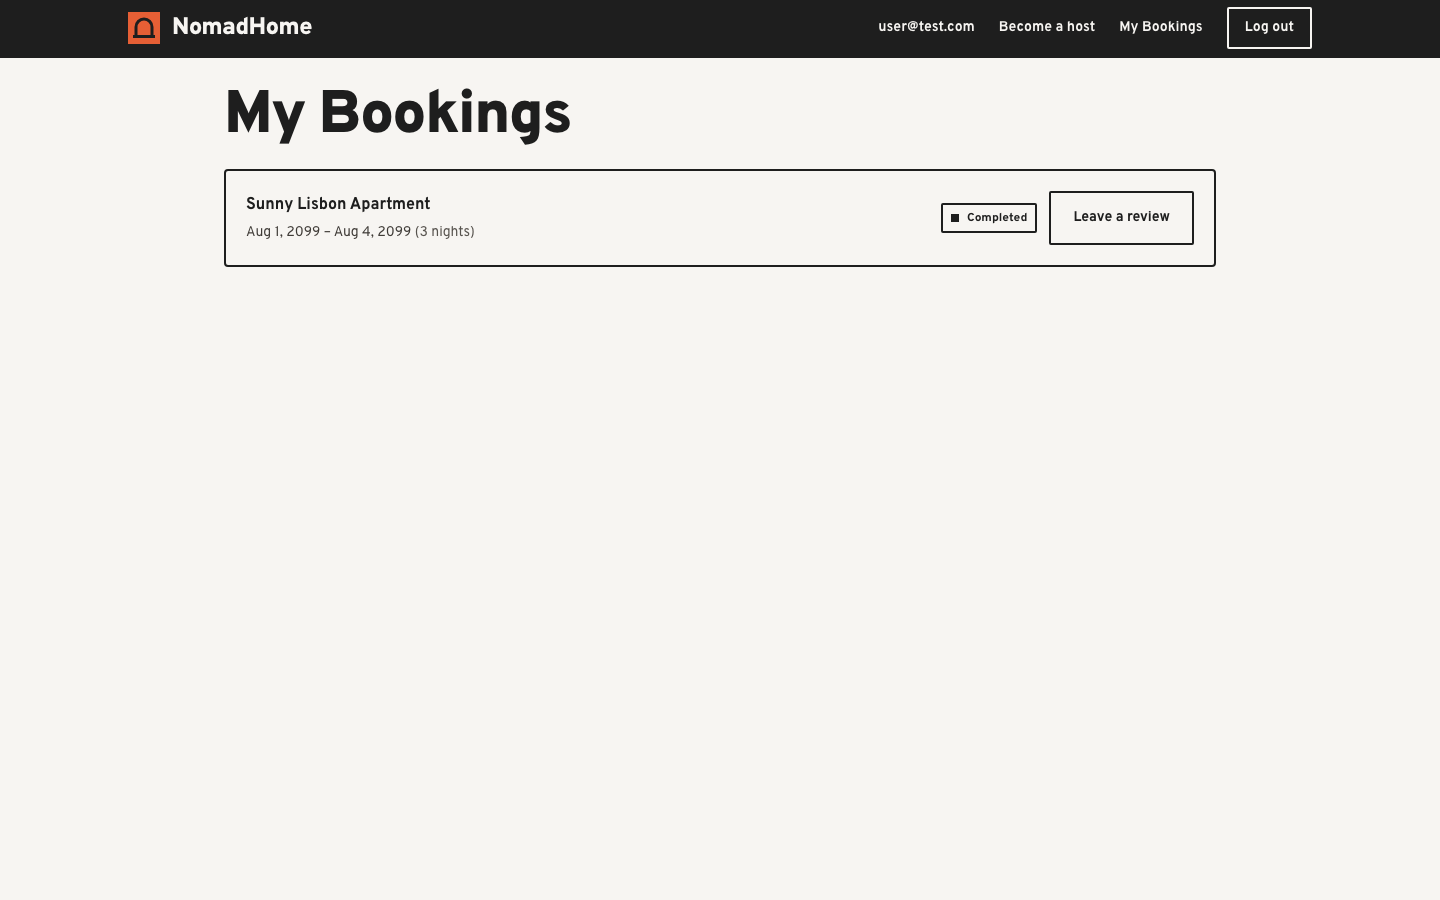 NomadHome
user@test.com
Become a host
My Bookings
Log out
My Bookings
Sunny Lisbon Apartment
Aug 1, 2099 – Aug 4, 2099 (3 nights)
Completed
Leave a review